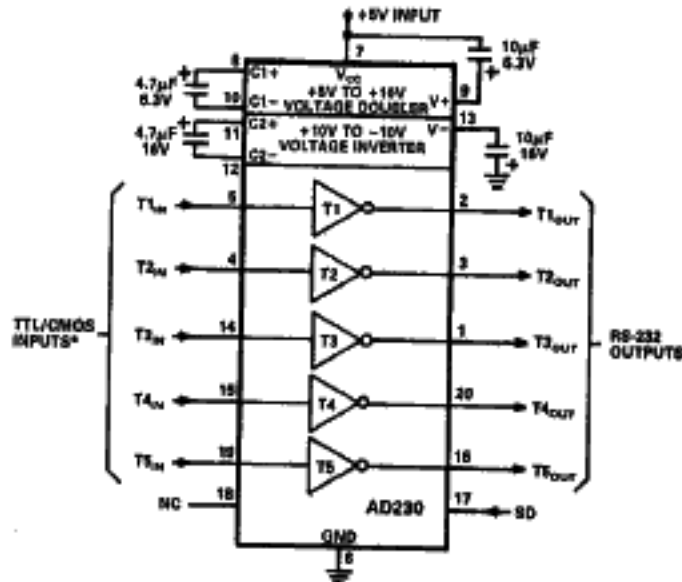 +5V INPUT
7
10µF
6.3V
8
C1+
VCC
4.7µF
6.3V
+5V TO +10V
VOLTAGE DOUBLER
V+
9
10
C1–
13
C2+
11
4.7µF
16V
+10V TO –10V
VOLTAGE INVERTER
V–
10µF
16V
C2–
12
T1IN
5
T1
2
T1OUT
T2IN
4
T2
3
T2OUT
TTL/CMOS
INPUTS*
T3IN
14
T3
1
T3OUT
RS-232
OUTPUTS
T4IN
15
T4
20
T4OUT
T5IN
19
T5
16
T5OUT
NC
18
AD230
17
SD
GND
6